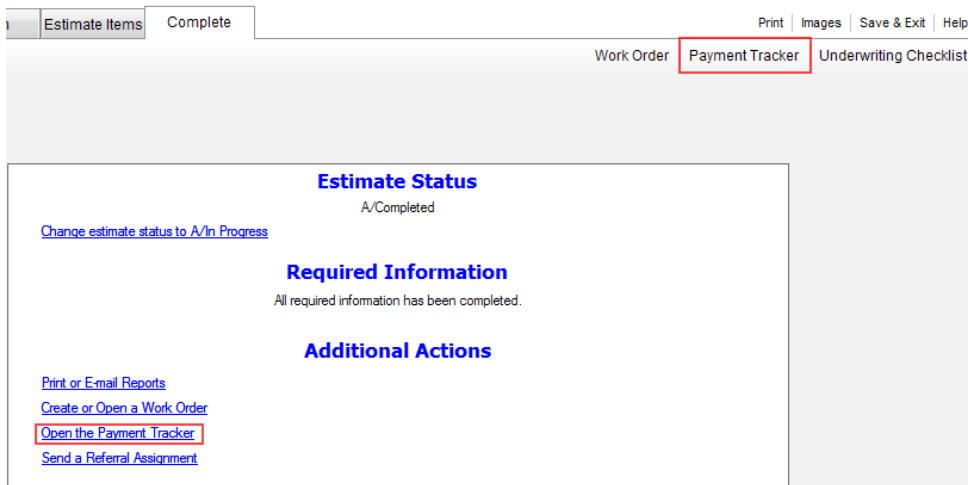 Estimate Items Complete Print Images Save & Exit Help
Work Order Payment Tracker Underwriting Checklist
Estimate Status
A/Completed
Change estimate status to A/In Progress
Required Information
All required information has been completed.
Additional Actions
Print or E-mail Reports
Create or Open a Work Order
Open the Payment Tracker
Send a Referral Assignment